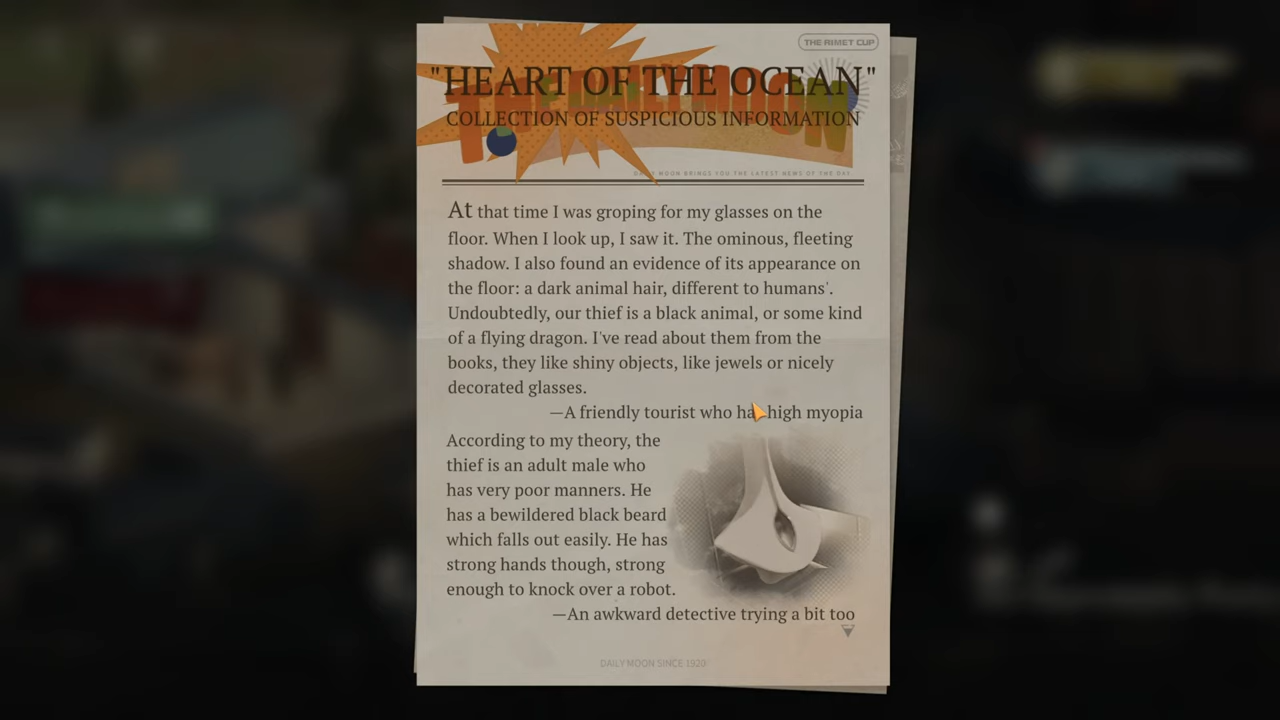 THE RIMET CUP
THE DAILY MOON
"HEART OF THE OCEAN"
COLLECTION OF SUSPICIOUS INFORMATION
DAILY MOON BRINGS YOU THE LATEST NEWS OF THE DAY.
At that time I was groping for my glasses on the
floor. When I look up, I saw it. The ominous, fleeting
shadow. I also found an evidence of its appearance on
the floor: a dark animal hair, different to humans'.
Undoubtedly, our thief is a black animal, or some kind
of a flying dragon. I've read about them from the
books, they like shiny objects, like jewels or nicely
decorated glasses.
—A friendly tourist who has high myopia
According to my theory, the
thief is an adult male who
has very poor manners. He
has a bewildered black beard
which falls out easily. He has
strong hands though, strong
enough to knock over a robot.
—An awkward detective trying a bit too
DAILY MOON SINCE 1920